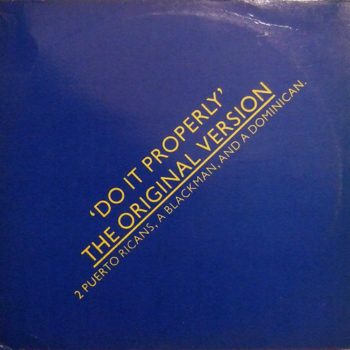 'DO IT PROPERLY'
THE ORIGINAL VERSION
2 PUERTO RICANS, A BLACKMAN, AND A DOMINICAN.